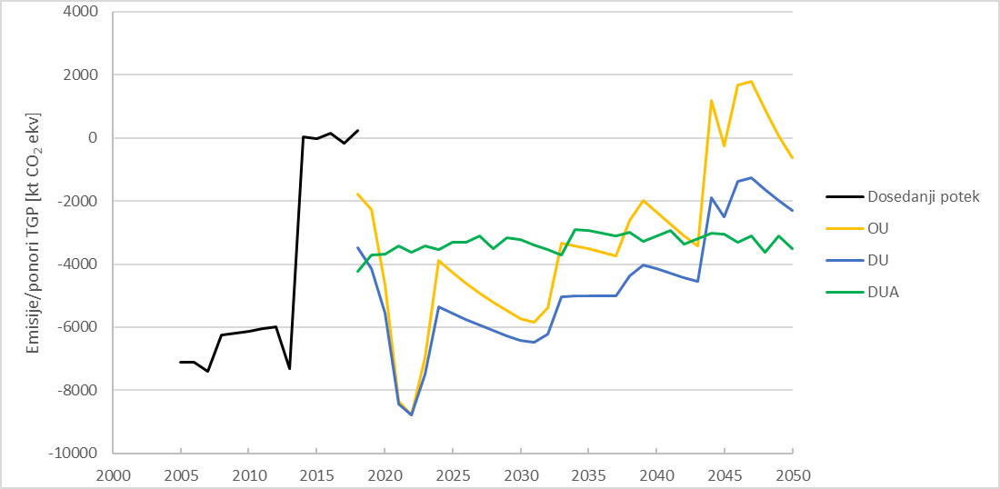 4000
2000
0
-2000
-4000
-6000
-8000
-10000
Emisije/ponori TGP [kt CO₂ ekv]
2000 2005 2010 2015 2020 2025 2030 2035 2040 2045 2050
Dosedanji potek
OU
DU
DUA